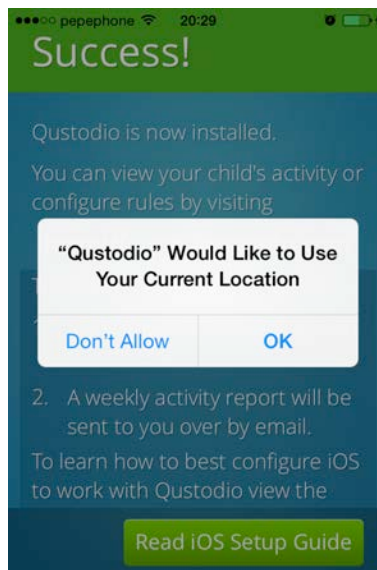 pepephone 20:29
Success!
Qustodio is now installed.
You can view your child's activity or
configure rules by visiting
“Qustodio” Would Like to Use
Your Current Location
Don't Allow OK
2. A weekly activity report will be
sent to you over by email.
To learn how to best configure iOS
to work with Qustodio view the
Read iOS Setup Guide